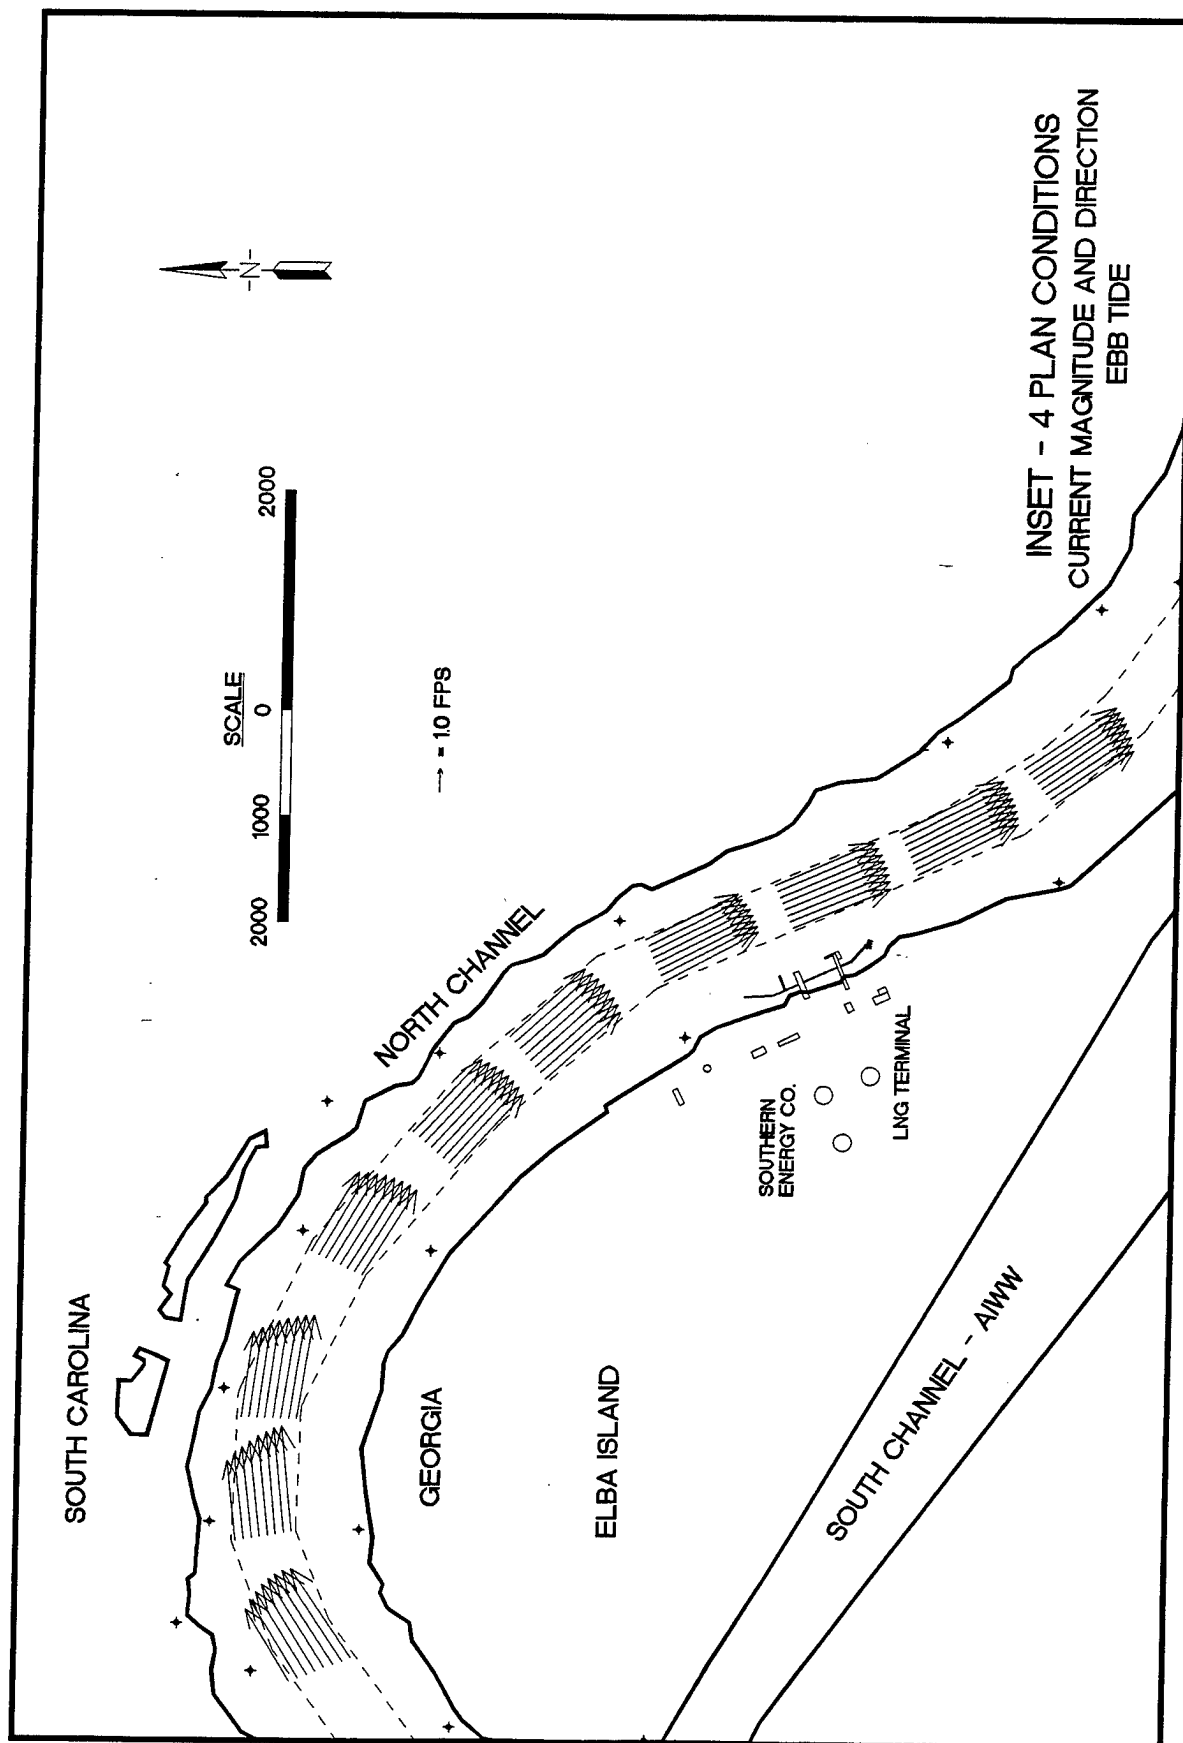 -N-
SCALE
2000 1000 0 2000
= 1.0 FPS
SOUTH CAROLINA
NORTH CHANNEL
GEORGIA
ELBA ISLAND
SOUTHERN
ENERGY CO.
LNG TERMINAL
SOUTH CHANNEL - AIWW
INSET - 4 PLAN CONDITIONS
CURRENT MAGNITUDE AND DIRECTION
EBB TIDE